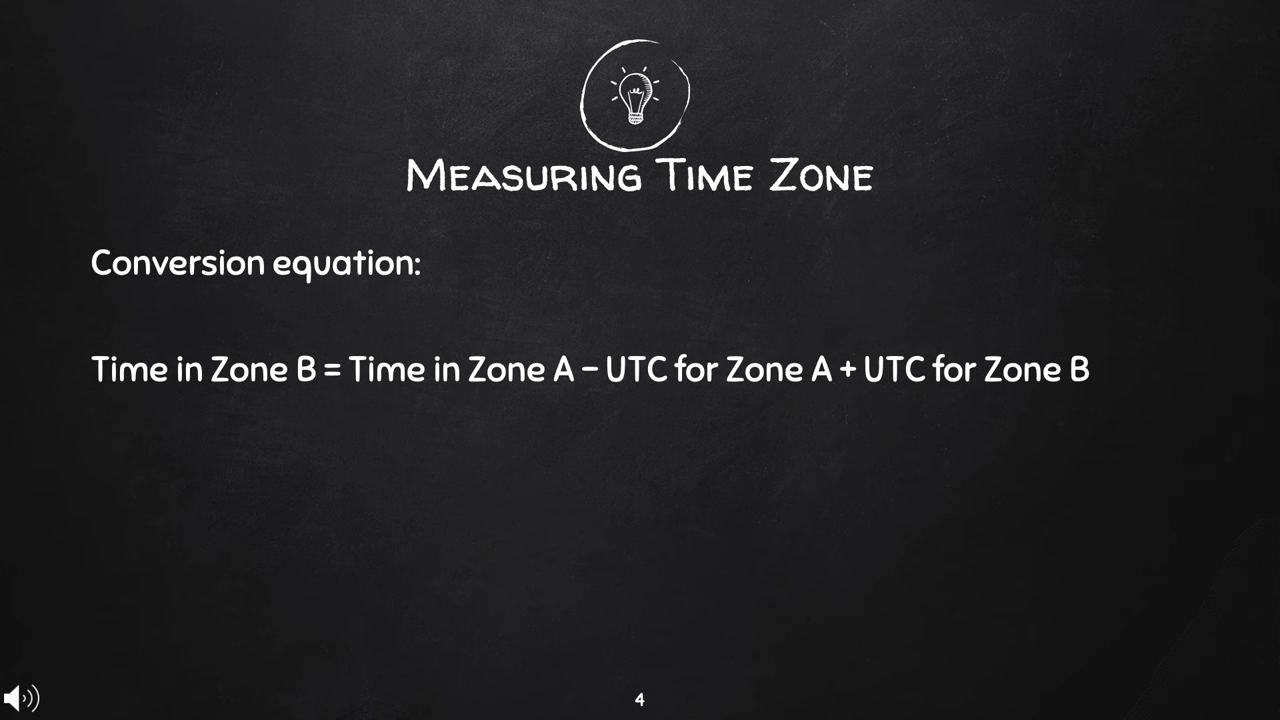 Measuring Time Zone
Conversion equation:
Time in Zone B = Time in Zone A – UTC for Zone A + UTC for Zone B
4